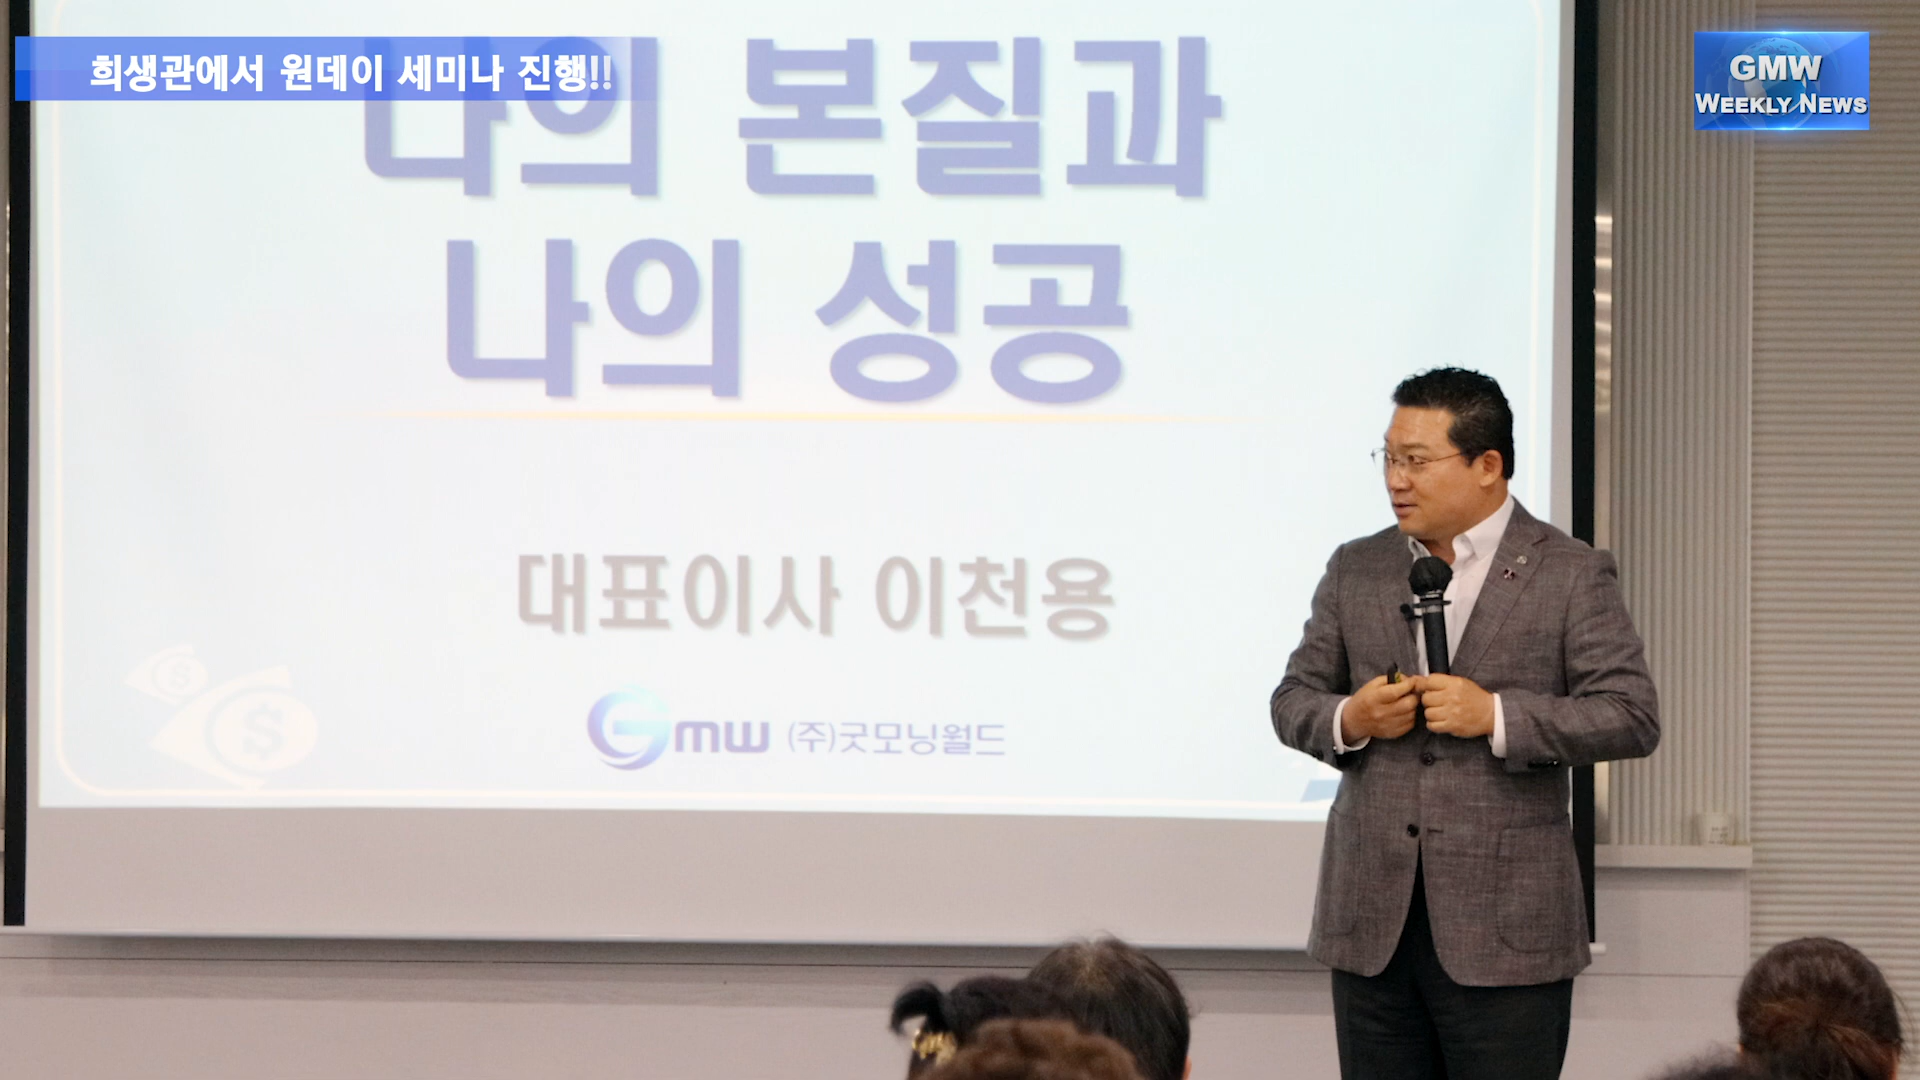 희생관에서 원데이 세미나 진행!!
GMW
WEEKLY NEWS
나의 본질과
나의 성공
대표이사 이천용
GMW (주)굿모닝월드
$
$